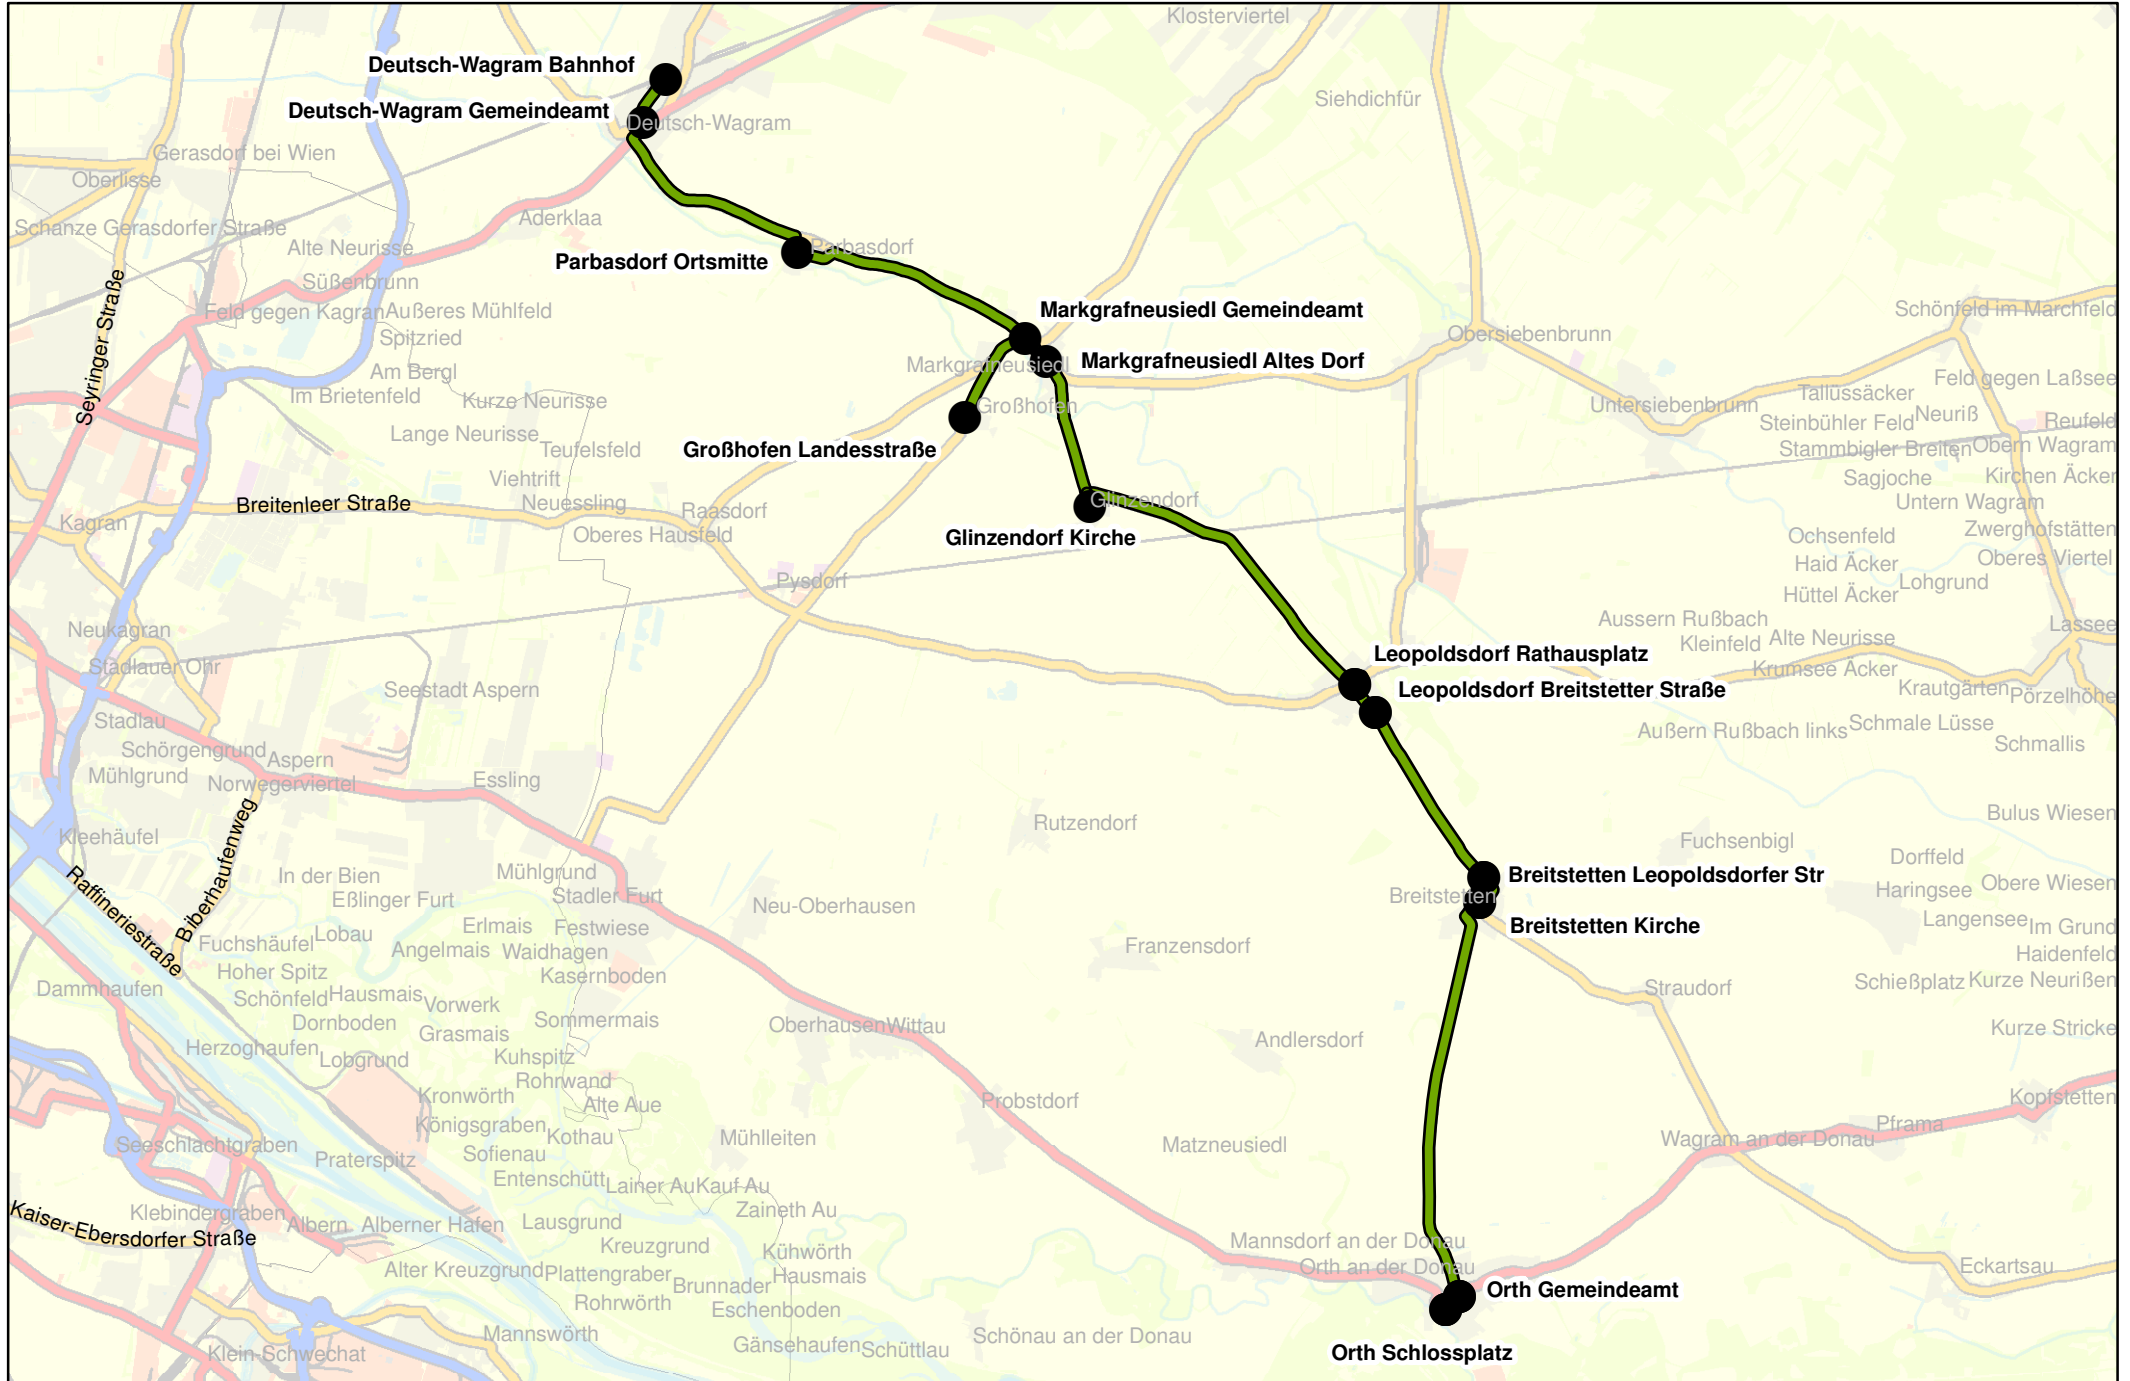 Klosterviertel
Deutsch-Wagram Bahnhof
Siehdichfür
Deutsch-Wagram Gemeindeamt
Deutsch-Wagram
Gerasdorf bei Wien
Oberlisse
Aderklaa
Schanze Gerasdorfer Straße
Alte Neurisse
Parbasdorf
Parbasdorf Ortsmitte
Süßenbrunn
Feld gegen Kagran
Äußeres Mühlfeld
Markgrafneusiedl Gemeindeamt
Schönfeld im Marchfeld
Seyringer Straße
Spitzried
Obersiebenbrunn
Markgrafneusiedl
Markgrafneusiedl Altes Dorf
Am Bergl
Feld gegen Laßsee
Im Brietenfeld
Kurze Neurisse
Großhofen
Untersiebenbrunn
Tallüssäcker
Neuriß
Steinbühler Feld
Reufeld
Lange Neurisse
Teufelsfeld
Großhofen Landesstraße
Stammbigler Breiten
Obern Wagram
Viehtrift
Sagjoche
Kirchen Äcker
Breitenleer Straße
Neuessling
Raasdorf
Glinzendorf
Untern Wagram
Kagran
Oberes Hausfeld
Glinzendorf Kirche
Ochsenfeld
Zwerghofstätten
Haid Äcker
Oberes Viertel
Pysdorf
Lohgrund
Hüttel Äcker
Neukagran
Aussern Rußbach
Lassee
Kleinfeld
Alte Neurisse
Stadlauer Ohr
Leopoldsdorf Rathausplatz
Krumsee Äcker
Seestadt Aspern
Leopoldsdorf Breitstetter Straße
Krautgärten
Pörzelhöhe
Stadlau
Außern Rußbach links
Schmale Lüsse
Schmallis
Schörgengrund
Aspern
Mühlgrund
Norwegerviertel
Essling
Bulus Wiesen
Kleehäufel
Biberhaufenweg
Rutzendorf
Fuchsenbigl
Dorffeld
Raffineriestraße
In der Bien
Mühlgrund
Breitstetten Leopoldsdorfer Str
Haringsee
Obere Wiesen
Eßlinger Furt
Stadler Furt
Neu-Oberhausen
Breitstetten
Langensee
Im Grund
Erlmais
Festwiese
Breitstetten Kirche
Fuchshäufel
Lobau
Angelmais
Waidhagen
Franzensdorf
Haidenfeld
Hoher Spitz
Kasernboden
Schießplatz
Kurze Neurißen
Dammhaufen
Schönfeld
Hausmais
Vorwerk
Straudorf
Dornboden
Grasmais
Sommermais
Oberhausen
Wittau
Kurze Stricke
Herzoghaufen
Lobgrund
Kuhspitz
Andlersdorf
Rohrwand
Kronwörth
Alte Aue
Probstdorf
Kopfstetten
Königsgraben
Kothau
Mühlleiten
Pframa
Seeschlachtgraben
Sofienau
Matzneusiedl
Wagram an der Donau
Praterspitz
Entenschütt
Lainer Au
Kauf Au
Zaineth Au
Kaiser-Ebersdorfer Straße
Klebindergraben
Albern
Alberner Hafen
Lausgrund
Kreuzgrund
Kühwörth
Mannsdorf an der Donau
Alter Kreuzgrund
Plattengraber
Brunnader
Hausmais
Orth an der Donau
Eckartsau
Rohrwörth
Eschenboden
Orth Gemeindeamt
Mannswörth
Gänsehaufen
Schüttlau
Schönau an der Donau
Klein-Schwechat
Orth Schlossplatz